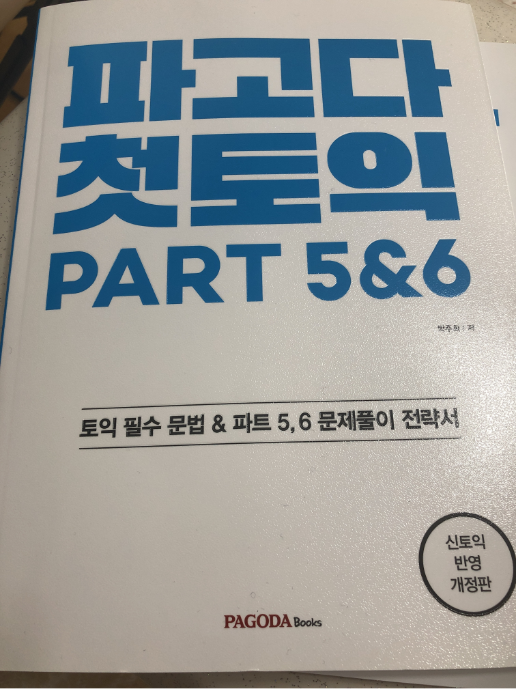 파고다
첫토익
PART 5&6
저
토익 필수 문법 & 파트 5, 6 문제풀이 전략서
신토익
반영
개정판
PAGODA Books